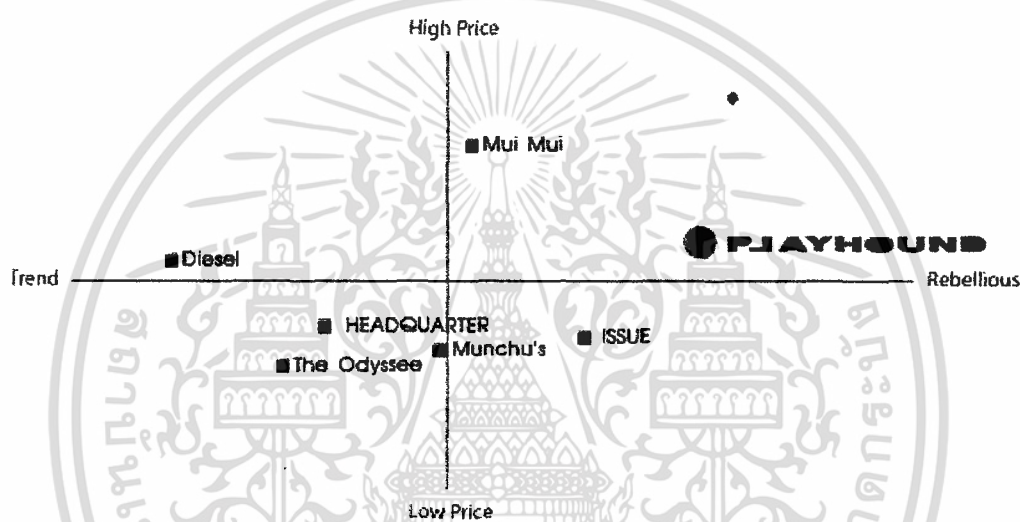 High Price
Mui Mui
PLAYHOUND
Diesel
Trend
Rebellious
HEADQUARTER
ISSUE
Munchu's
The Odyssee
Low Price